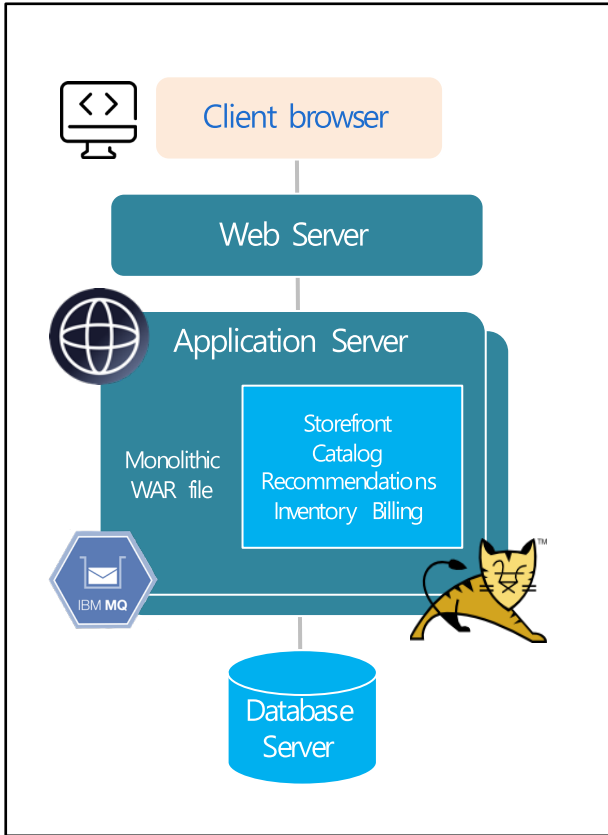 Client browser
Web Server
Application Server
Monolithic
WAR file
Storefront
Catalog
Recommendations
Inventory Billing
IBM MQ
TM
Database
Server